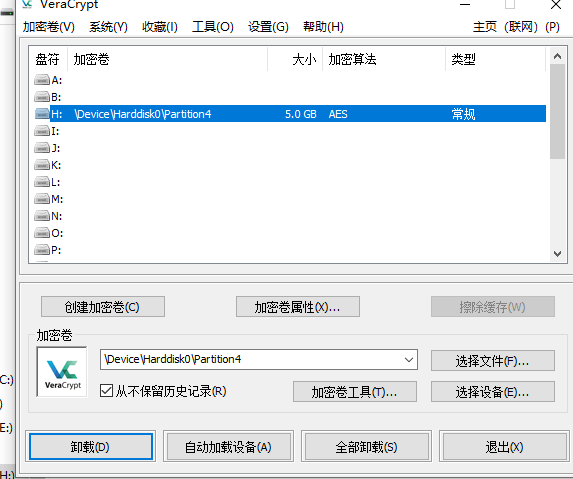 VeraCrypt
加密卷(V) 系统(Y) 收藏(I) 工具(O) 设置(G) 帮助(H) 主页 (联网) (P)
盘符 加密卷 大小 加密算法 类型
A:
B:
H: \Device\Harddisk0\Partition4 5.0 GB AES 常规
I:
J:
K:
L:
M:
N:
O:
P:
创建加密卷(C) 加密卷属性(X)... 擦除缓存(W)
加密卷
VeraCrypt
\Device\Harddisk0\Partition4 选择文件(F)...
从不保留历史记录(R) 加密卷工具(T)... 选择设备(E)...
卸载(D) 自动加载设备(A) 全部卸载(S) 退出(X)
C:)
)
E:)
H:)